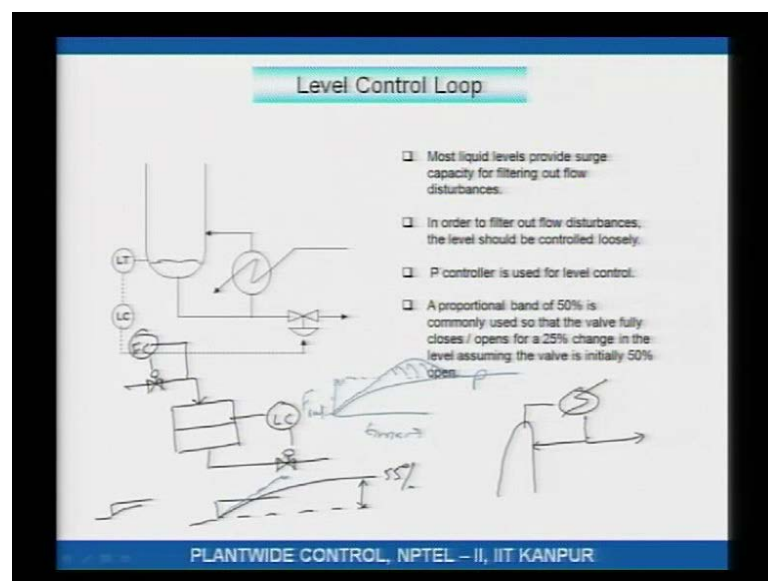 Level Control Loop
Most liquid levels provide surge
capacity for filtering out flow
disturbances.
In order to filter out flow disturbances,
the level should be controlled loosely.
P controller is used for level control.
A proportional band of 50% is
commonly used so that the valve fully
closes / opens for a 25% change in the
level assuming the valve is initially 50%
open.
LT
LC
FC
LC
P
55%
PLANTWIDE CONTROL, NPTEL – II, IIT KANPUR